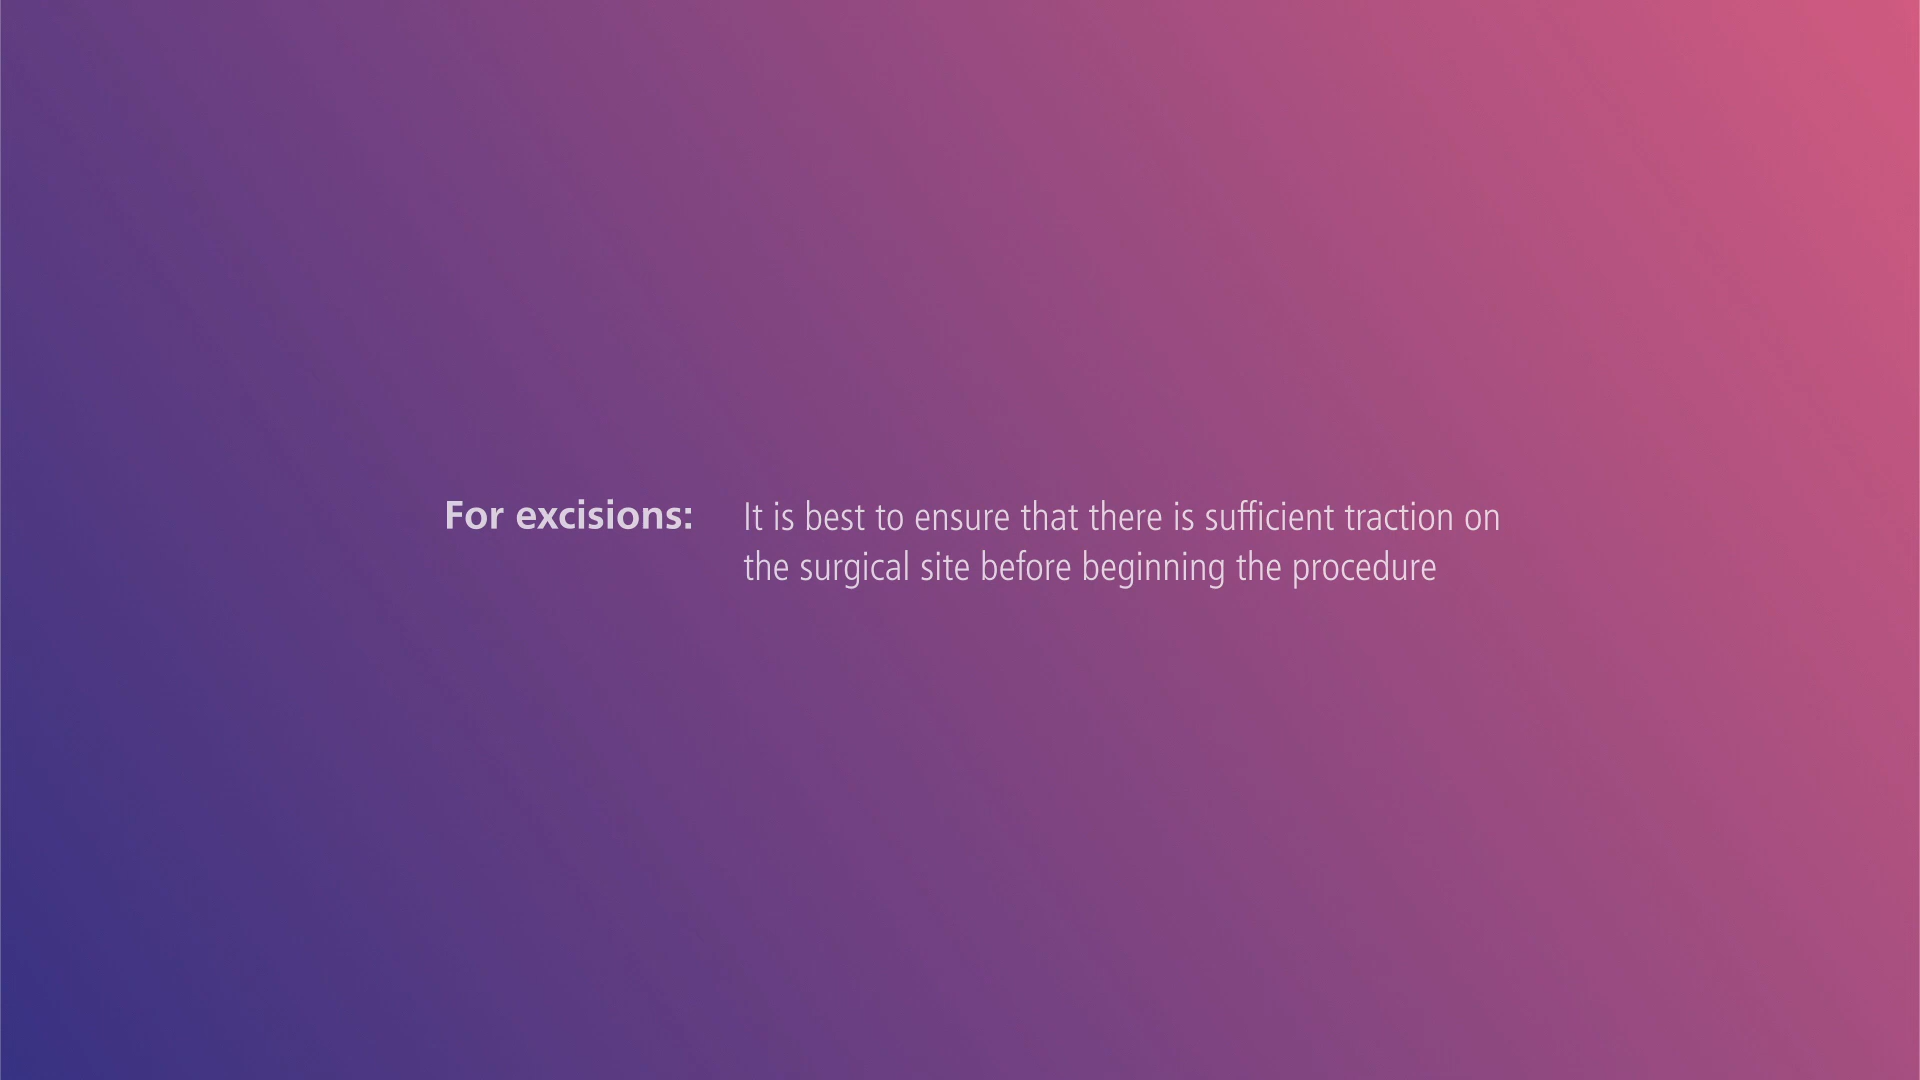 For excisions: It is best to ensure that there is sufficient traction on
the surgical site before beginning the procedure